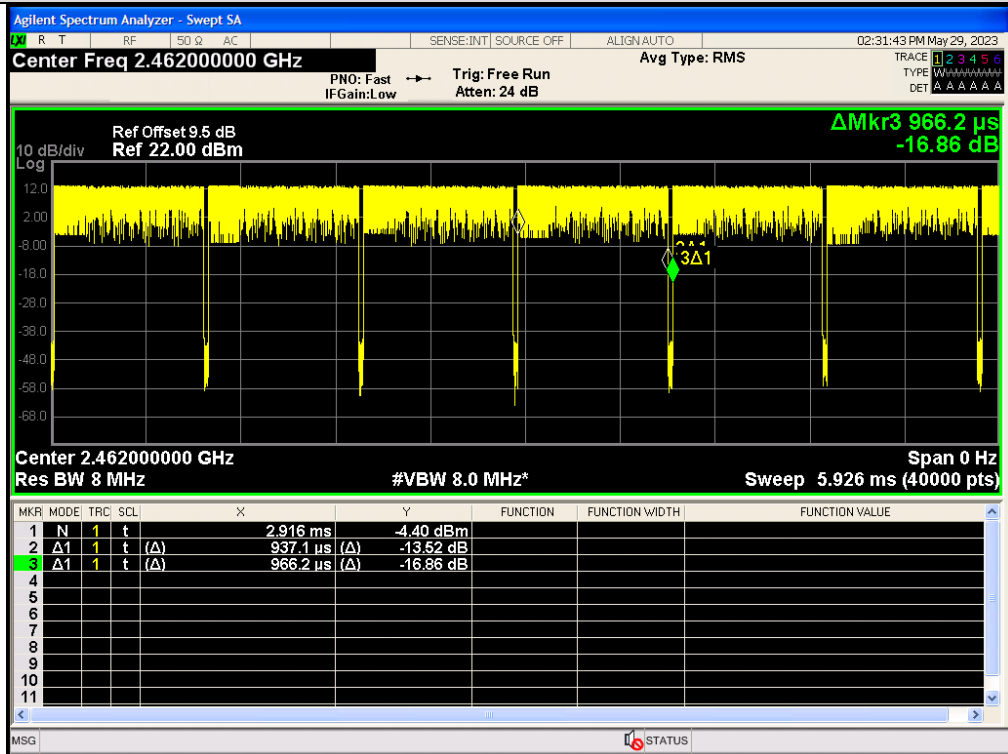 Agilent Spectrum Analyzer - Swept SA
LXI R T RF 50 Ω AC SENSE:INT SOURCE OFF ALIGN AUTO 02:31:43 PM May 29, 2023
Center Freq 2.462000000 GHz
Avg Type: RMS
TRACE 1 2 3 4 5 6
PNO: Fast Trig: Free Run
TYPE W
IFGain:Low Atten: 24 dB
DET A A A A A A
ΔMkr3 966.2 µs
-16.86 dB
Ref Offset 9.5 dB
10 dB/div Ref 22.00 dBm
Log
12.0
2.00
-8.00
3Δ1
-18.0
-28.0
-38.0
-48.0
-58.0
-68.0
Center 2.462000000 GHz Span 0 Hz
Res BW 8 MHz #VBW 8.0 MHz* Sweep 5.926 ms (40000 pts)
MKR MODE TRC SCL X Y FUNCTION FUNCTION WIDTH FUNCTION VALUE
1 N 1 t 2.916 ms -4.40 dBm
2 Δ1 1 t (Δ) 937.1 µs (Δ) -13.52 dB
3 Δ1 1 t (Δ) 966.2 µs (Δ) -16.86 dB
4
5
6
7
8
9
10
11
MSG STATUS